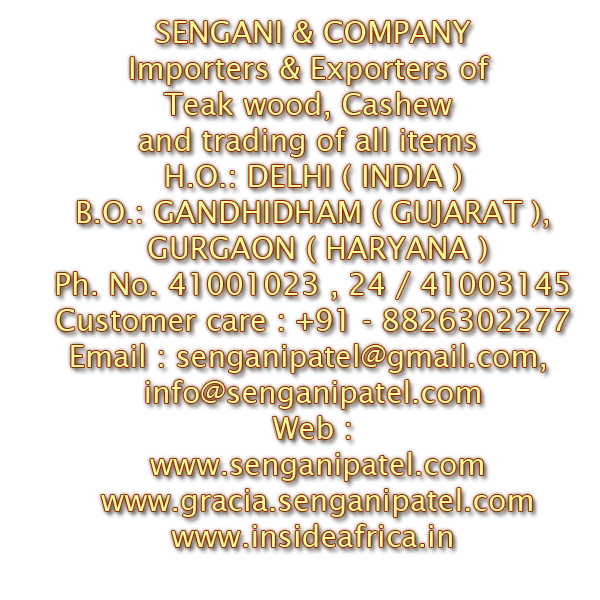 SENGANI & COMPANY
Importers & Exporters of
Teak wood, Cashew
and trading of all items
H.O.: DELHI ( INDIA )
B.O.: GANDHIDHAM ( GUJARAT ),
GURGAON ( HARYANA )
Ph. No. 41001023 , 24 / 41003145
Customer care : +91 - 8826302277
Email : senganipatel@gmail.com,
info@senganipatel.com
Web :
www.senganipatel.com
www.gracia.senganipatel.com
www.insideafrica.in